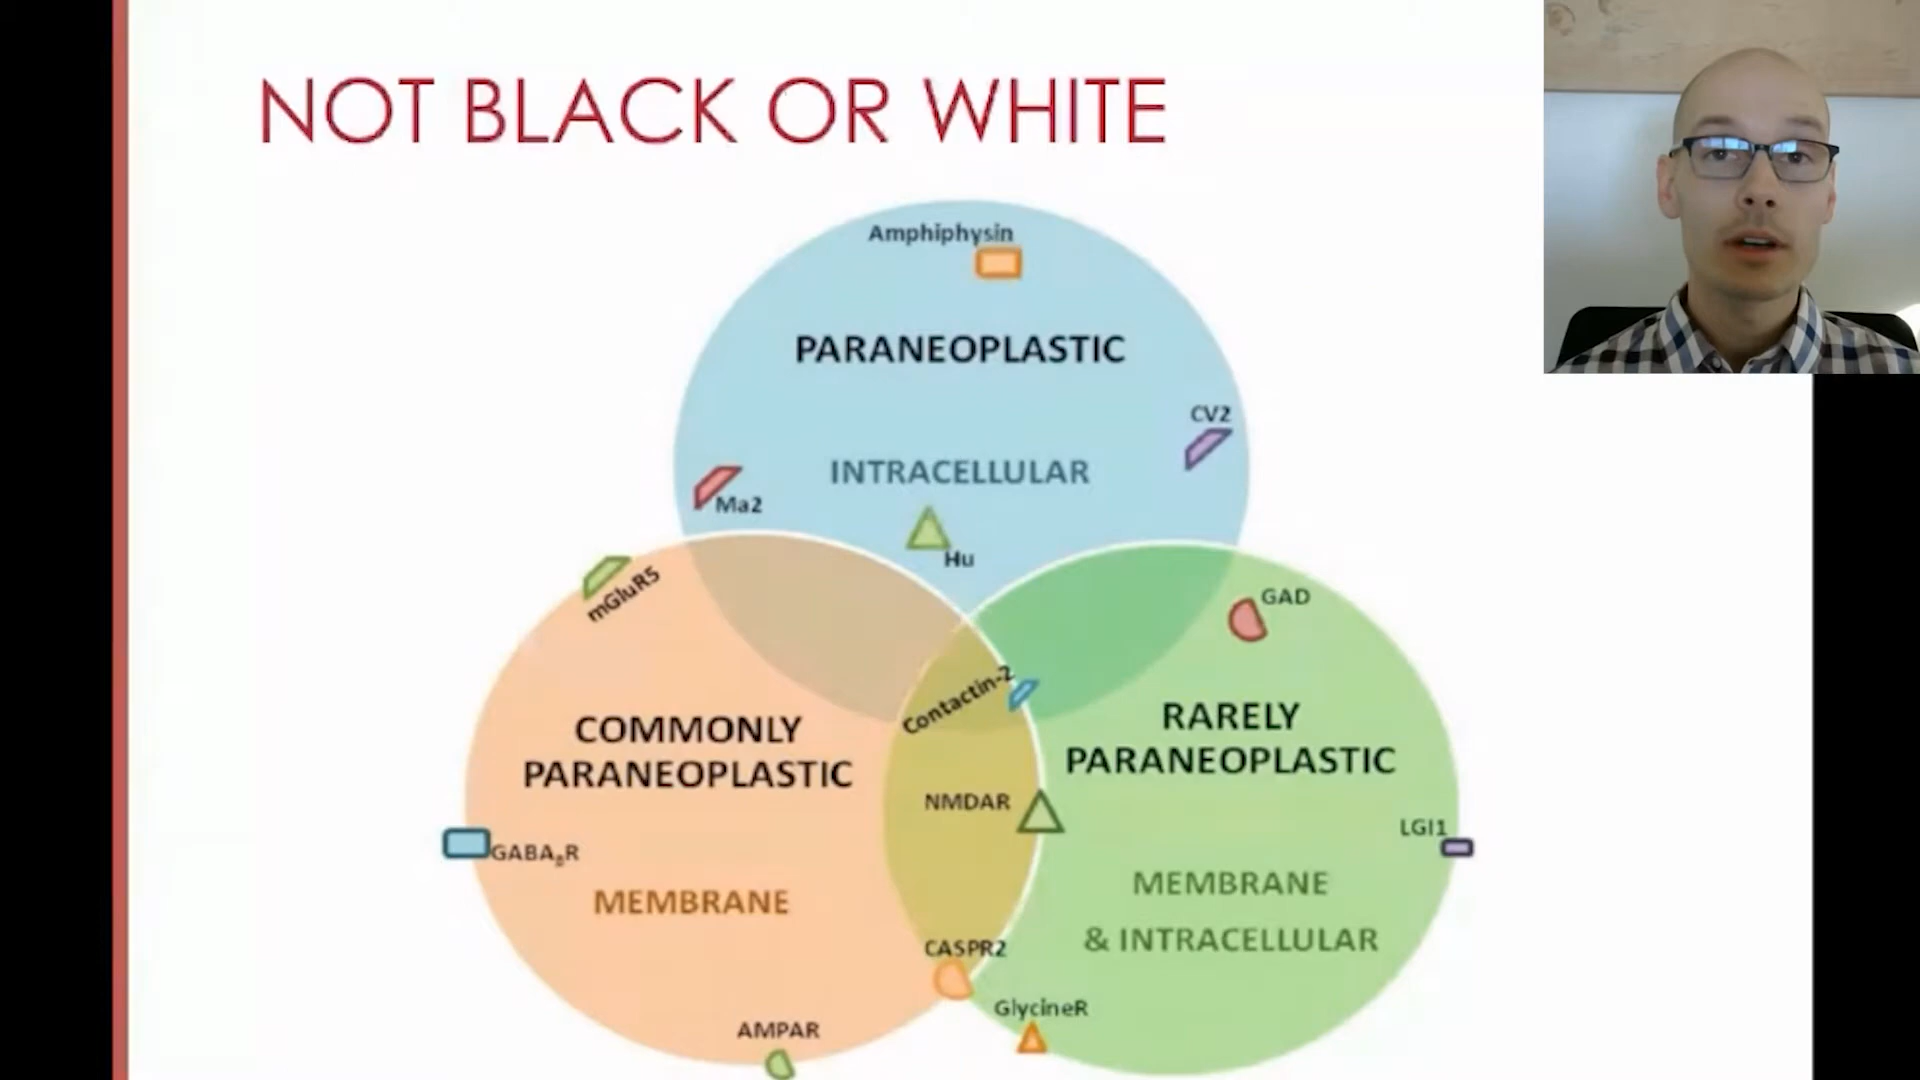 NOT BLACK OR WHITE
Amphiphysin
PARANEOPLASTIC
CV2
INTRACELLULAR
Ma2
Hu
mGluR5
GAD
Contactin-2
COMMONLY
PARANEOPLASTIC
RARELY
PARANEOPLASTIC
NMDAR
LGI1
GABA_BR
MEMBRANE
MEMBRANE
& INTRACELLULAR
CASPR2
GlycineR
AMPAR